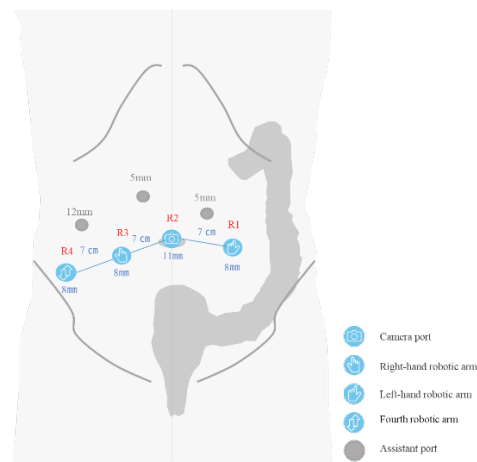 5mm
5mm
12mm
R2
R1
R3
7 cm
7 cm
R4
7 cm
11mm
8mm
8mm
8mm
Camera port
Right-hand robotic arm
Left-hand robotic arm
Fourth robotic arm
Assistant port